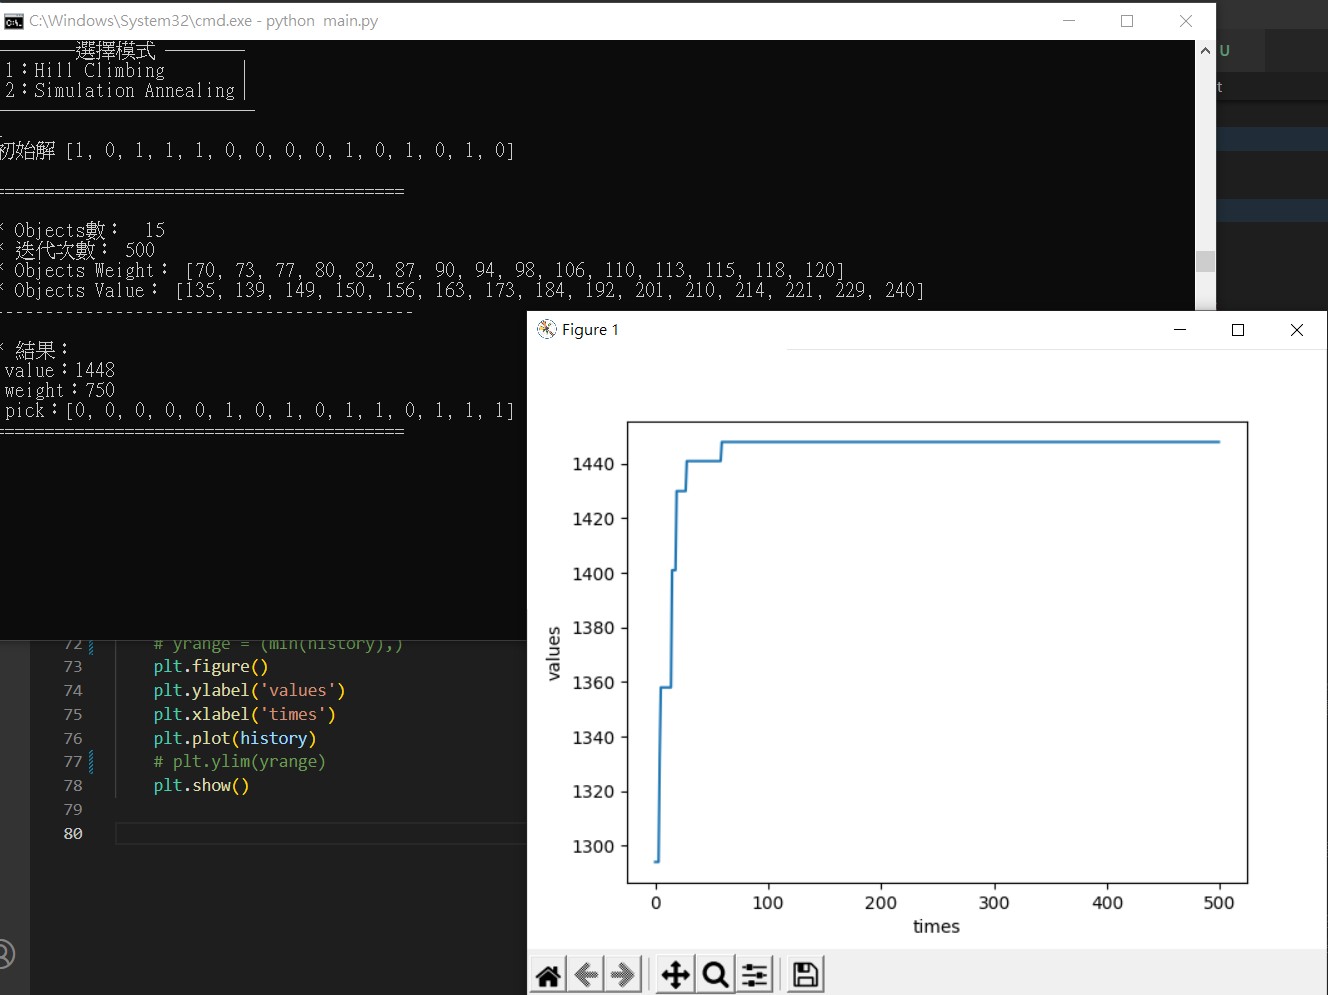 C:\Windows\System32\cmd.exe - python  main.py
選擇模式
1：Hill Climbing
2：Simulation Annealing
初始解 [1, 0, 1, 1, 1, 0, 0, 0, 0, 1, 0, 1, 0, 1, 0]
=========================================
* Objects數：  15
* 迭代次數： 500
* Objects Weight： [70, 73, 77, 80, 82, 87, 90, 94, 98, 106, 110, 113, 115, 118, 120]
* Objects Value： [135, 139, 149, 150, 156, 163, 173, 184, 192, 201, 210, 214, 221, 229, 240]
------------------------------------------
* 結果：
value：1448
weight：750
pick：[0, 0, 0, 0, 0, 1, 0, 1, 0, 1, 1, 0, 1, 1, 1]
=========================================
U
t
72 # yrange = (min(history),)
73 plt.figure()
74 plt.ylabel('values')
75 plt.xlabel('times')
76 plt.plot(history)
77 # plt.ylim(yrange)
78 plt.show()
79
80
Figure 1
1440
1420
1400
1380
1360
1340
1320
1300
values
0 100 200 300 400 500
times